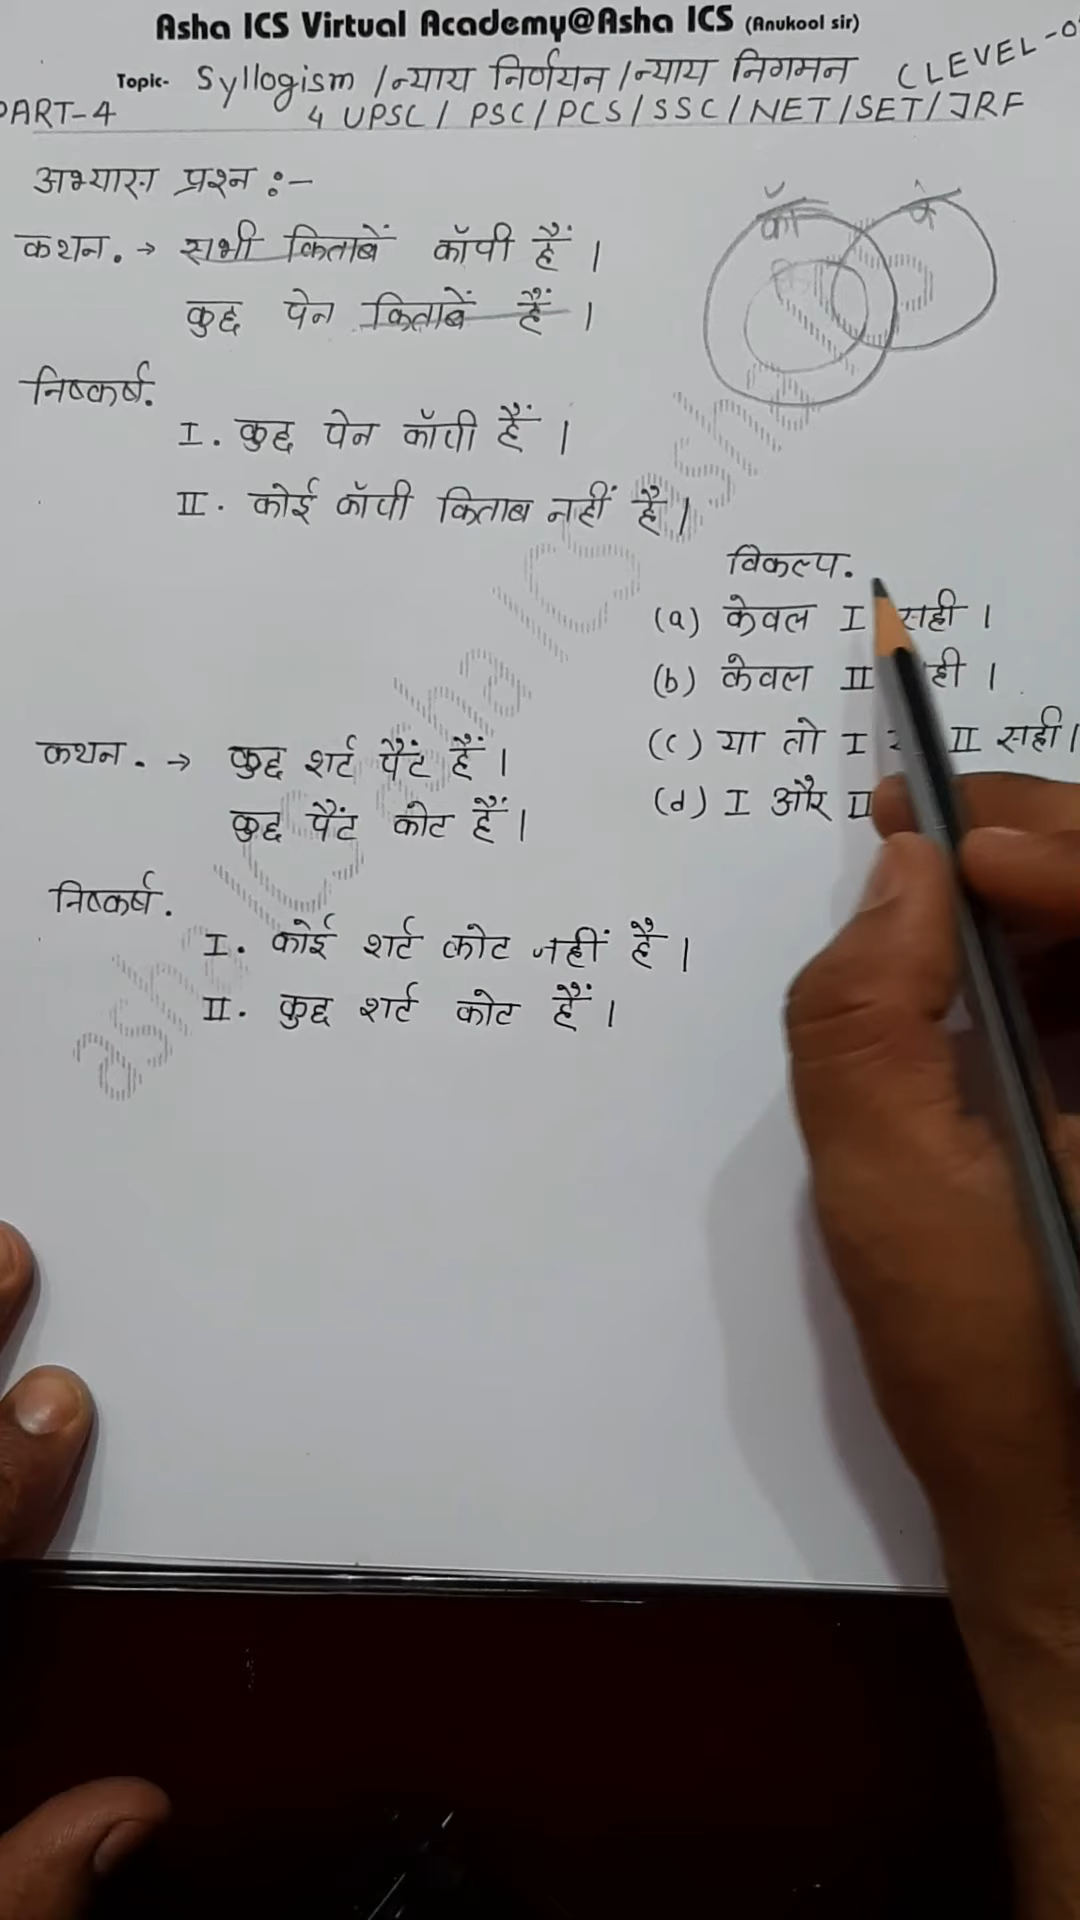 Asha ICS Virtual Academy@Asha ICS (Anukool sir)
Topic- Syllogism / न्याय निर्णयन / न्याय निगमन (LEVEL-0
PART-4 4 UPSC / PSC / PCS / SSC / NET / SET / JRF
अभ्यास प्रश्न :-
कथन. → सभी किताबें कॉपी हैं ।
कुछ पेन किताबें हैं ।
निष्कर्ष.
I. कुछ पेन कॉपी हैं ।
II. कोई कॉपी किताब नहीं है ।
विकल्प.
(a) केवल I सही ।
(b) केवल II ही ।
(c) या तो I II सही ।
(d) I और II
कथन. → कुछ शर्ट पैंट हैं ।
कुछ पैंट कोट हैं ।
निष्कर्ष.
I. कोई शर्ट कोट नहीं है ।
II. कुछ शर्ट कोट हैं ।